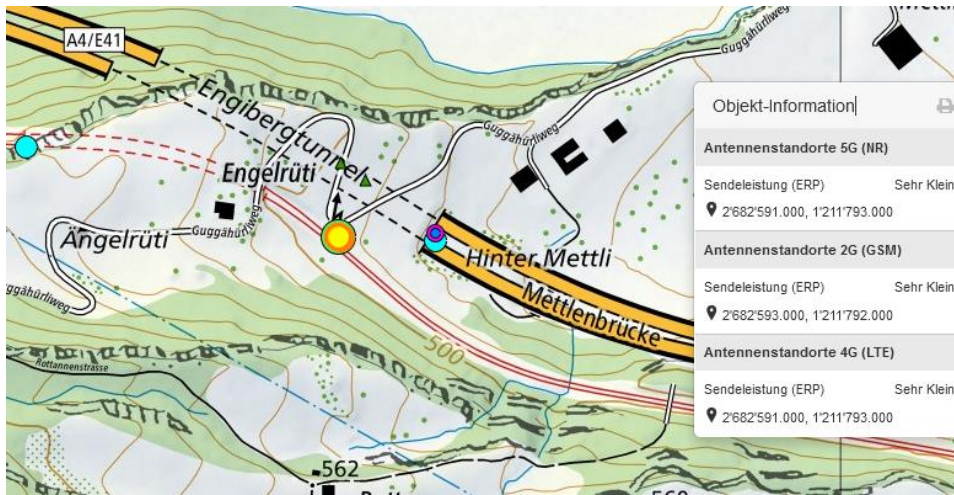 A4/E41
Engibergtunnel
Engelrüti
Guggähürliweg
Guggähürliweg
Guggähürliweg
Ängelrüti
Guggähürliweg
ggähürliweg
Hinter Mettli
Mettlenbrücke
500
Rottannenstrasse
562
Objekt-Information
Antennenstandorte 5G (NR)
Sendeleistung (ERP) Sehr Klein
2'682'591.000, 1'211'793.000
Antennenstandorte 2G (GSM)
Sendeleistung (ERP) Sehr Klein
2'682'593.000, 1'211'792.000
Antennenstandorte 4G (LTE)
Sendeleistung (ERP) Sehr Klein
2'682'591.000, 1'211'793.000